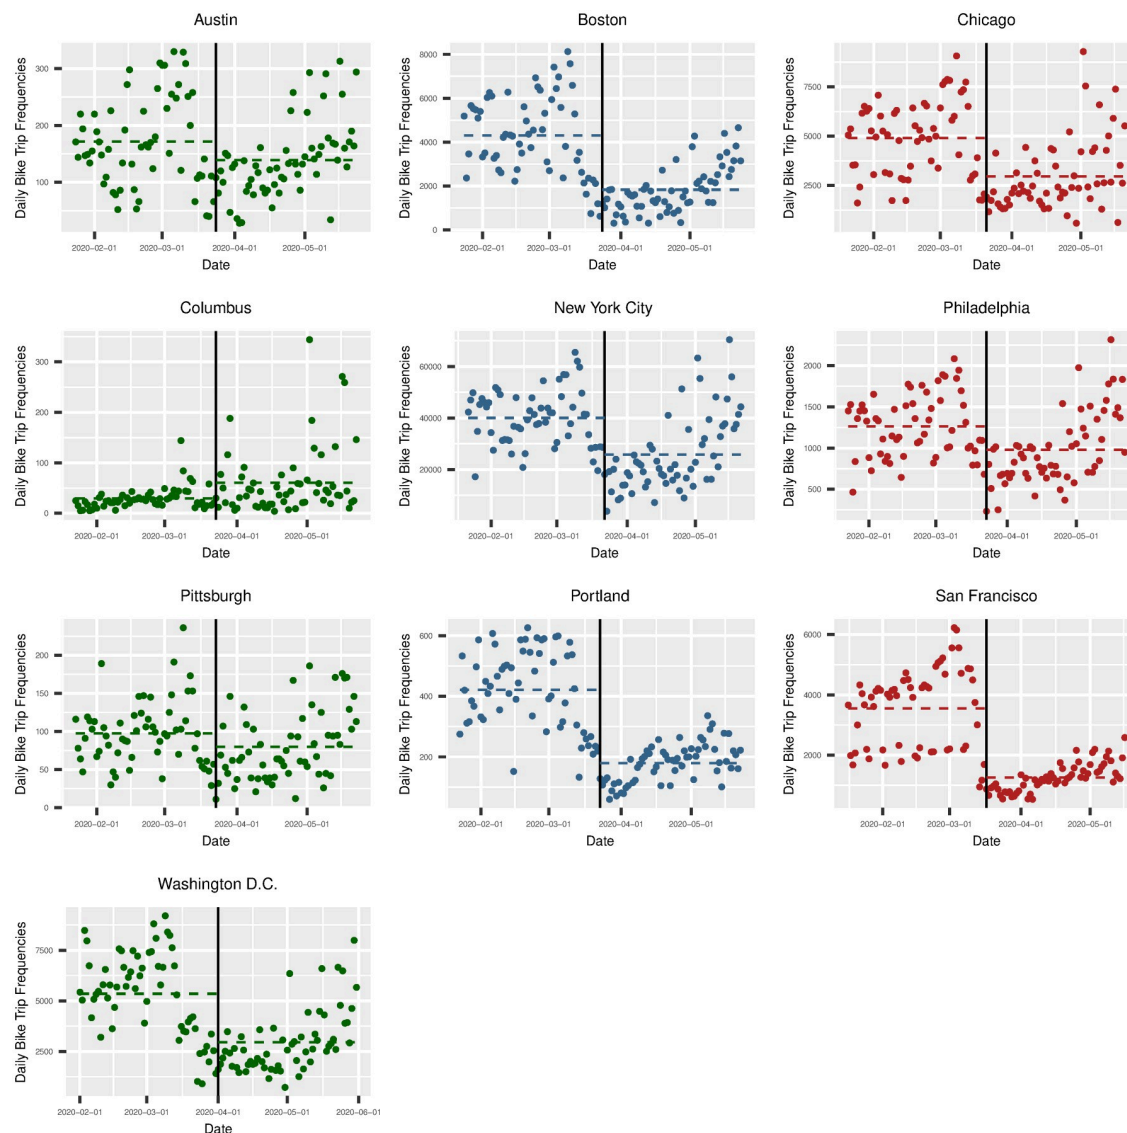 Austin
Daily Bike Trip Frequencies
300
200
100
2020-02-01 2020-03-01 2020-04-01 2020-05-01
Date
Boston
Daily Bike Trip Frequencies
8000
6000
4000
2000
0
2020-02-01 2020-03-01 2020-04-01 2020-05-01
Date
Chicago
Daily Bike Trip Frequencies
7500
5000
2500
2020-02-01 2020-03-01 2020-04-01 2020-05-01
Date
Columbus
Daily Bike Trip Frequencies
300
200
100
0
2020-02-01 2020-03-01 2020-04-01 2020-05-01
Date
New York City
Daily Bike Trip Frequencies
60000
40000
20000
2020-02-01 2020-03-01 2020-04-01 2020-05-01
Date
Philadelphia
Daily Bike Trip Frequencies
2000
1500
1000
500
2020-02-01 2020-03-01 2020-04-01 2020-05-01
Date
Pittsburgh
Daily Bike Trip Frequencies
200
150
100
50
0
2020-02-01 2020-03-01 2020-04-01 2020-05-01
Date
Portland
Daily Bike Trip Frequencies
600
400
200
2020-02-01 2020-03-01 2020-04-01 2020-05-01
Date
San Francisco
Daily Bike Trip Frequencies
6000
4000
2000
2020-02-01 2020-03-01 2020-04-01 2020-05-01
Date
Washington D.C.
Daily Bike Trip Frequencies
7500
5000
2500
2020-02-01 2020-03-01 2020-04-01 2020-05-01 2020-06-01
Date